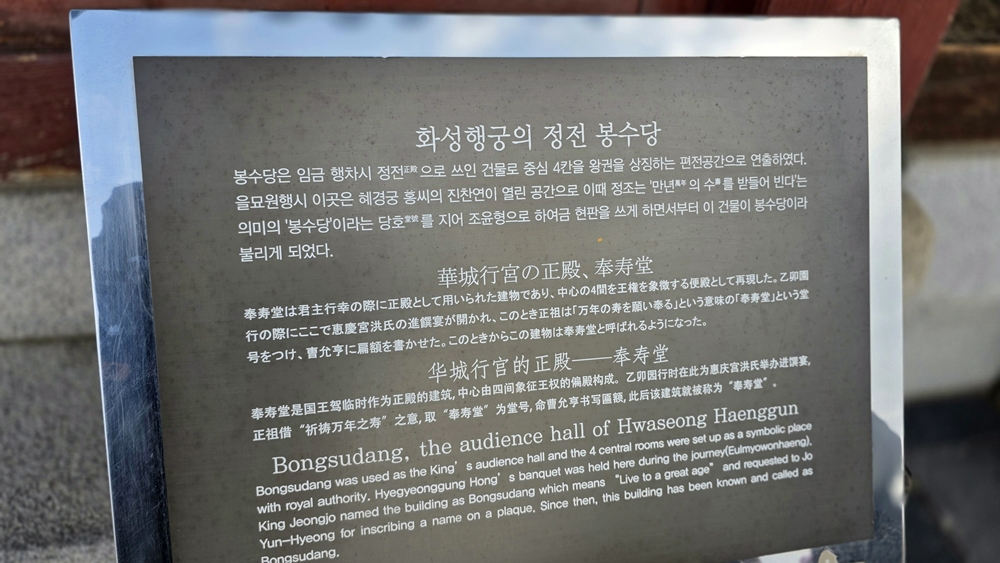 화성행궁의 정전 봉수당
봉수당은 임금 행차시 정전正殿으로 쓰인 건물로 중심 4칸을 왕권을 상징하는 편전공간으로 연출하였다.
을묘원행시 이곳은 혜경궁 홍씨의 진찬연이 열린 공간으로 이때 정조는 '만년萬年의 수壽를 받들어 빈다'는
의미의 '봉수당'이라는 당호堂號를 지어 조윤형으로 하여금 현판을 쓰게 하면서부터 이 건물이 봉수당이라
불리게 되었다.
華城行宮の正殿、奉寿堂
奉寿堂は君主行幸の際に正殿として用いられた建物であり、中心の4間を王権を象徴する便殿として再現した。乙卯園
行の際にここで恵慶宮洪氏の進饌宴が開かれ、このとき正祖は「万年の寿を願い奉る」という意味の「奉寿堂」という堂
号をつけ、曹允亨に扁額を書かせた。このときからこの建物は奉寿堂と呼ばれるようになった。
华城行宫的正殿——奉寿堂
奉寿堂是国王驾临时作为正殿的建筑, 中心由四间象征王权的偏殿构成。乙卯园行时在此为惠庆宫洪氏举办进馔宴,
正祖借“祈祷万年之寿”之意, 取“奉寿堂”为堂号, 命曹允亨书写匾额, 此后该建筑就被称为“奉寿堂”。
Bongsudang, the audience hall of Hwaseong Haenggun
Bongsudang was used as the King’s audience hall and the 4 central rooms were set up as a symbolic place
with royal authority. Hyegyeonggung Hong’s banquet was held here during the journey(Eulmyowonhaeng).
King Jeongjo named the building as Bongsudang which means “Live to a great age” and requested to Jo
Yun-Hyeong for inscribing a name on a plaque. Since then, this building has been known and called as
Bongsudang.